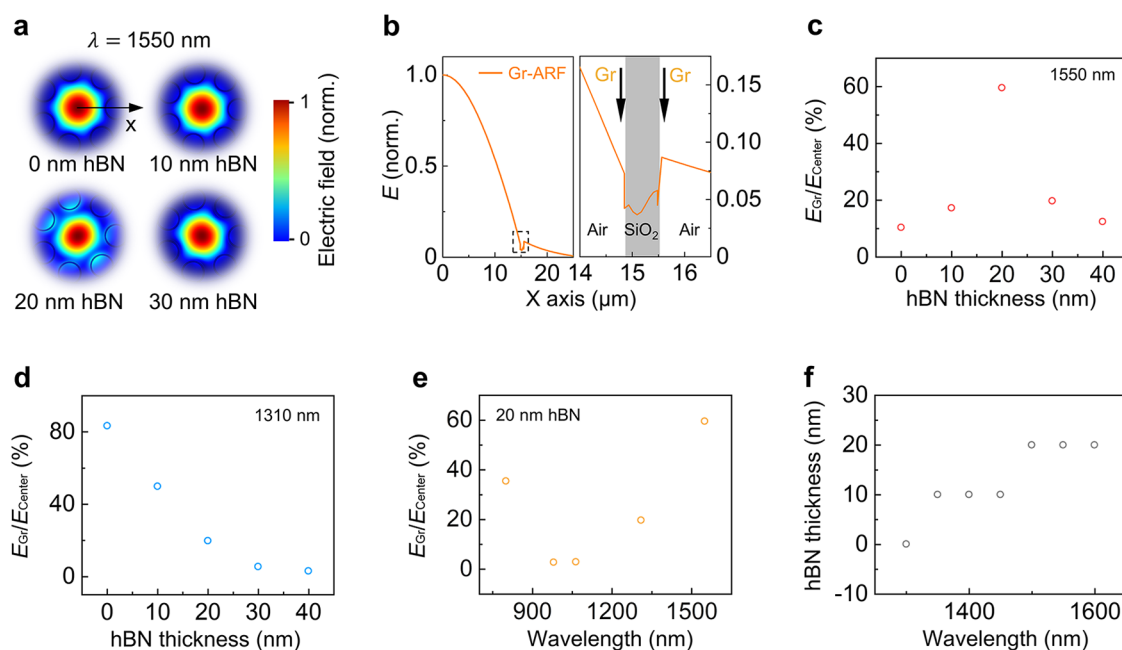 a
λ = 1550 nm
x
0 nm hBN
10 nm hBN
20 nm hBN
30 nm hBN
1
0
Electric field (norm.)
b
Gr-ARF
Gr
Gr
Air
SiO2
Air
1.0
0.5
0
0.15
0.10
0.05
0
0
10
20
14
15
16
X axis (μm)
E (norm.)
c
1550 nm
60
40
20
0
0
10
20
30
40
hBN thickness (nm)
EGr/ECenter (%)
d
1310 nm
80
40
0
0
10
20
30
40
hBN thickness (nm)
EGr/ECenter (%)
e
20 nm hBN
60
40
20
0
900
1200
1500
Wavelength (nm)
EGr/ECenter (%)
f
30
20
10
0
-10
1400
1600
Wavelength (nm)
hBN thickness (nm)